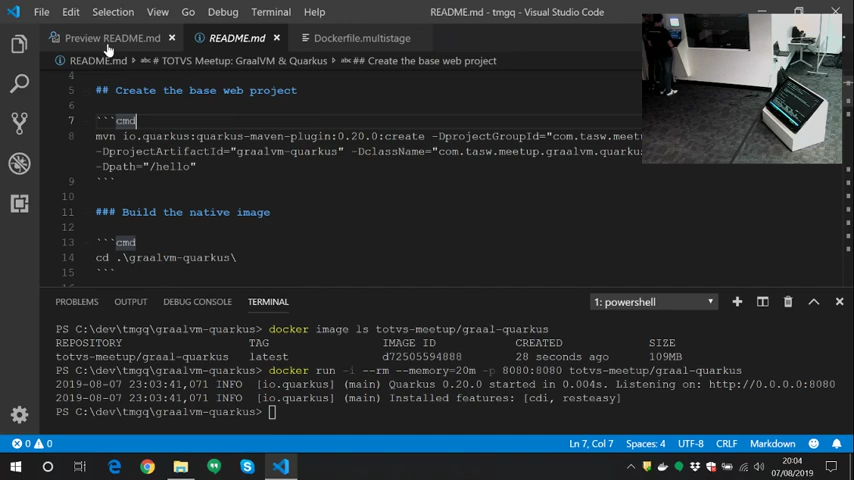 File Edit Selection View Go Debug Terminal Help README.md - tmgq - Visual Studio Code
Preview README.md README.md Dockerfile.multistage
README.md > # TOTVS Meetup: GraalVM & Quarkus > ## Create the base web project
4
5 ## Create the base web project
6
7 ```cmd
8 mvn io.quarkus:quarkus-maven-plugin:0.20.0:create -DprojectGroupId="com.tasw.meet
-DprojectArtifactId="graalvm-quarkus" -DclassName="com.tasw.meetup.graalvm.quarkus
-Dpath="/hello"
9 ```
10
11 ### Build the native image
12
13 ```cmd
14 cd .\graalvm-quarkus\
15 ```
PROBLEMS OUTPUT DEBUG CONSOLE TERMINAL 1: powershell
PS C:\dev\tmgq\graalvm-quarkus> docker image ls totvs-meetup/graal-quarkus
REPOSITORY TAG IMAGE ID CREATED SIZE
totvs-meetup/graal-quarkus latest d72505594888 28 seconds ago 109MB
PS C:\dev\tmgq\graalvm-quarkus> docker run -i --rm --memory=20m -p 8080:8080 totvs-meetup/graal-quarkus
2019-08-07 23:03:41,071 INFO [io.quarkus] (main) Quarkus 0.20.0 started in 0.004s. Listening on: http://0.0.0.0:8080
2019-08-07 23:03:41,071 INFO [io.quarkus] (main) Installed features: [cdi, resteasy]
PS C:\dev\tmgq\graalvm-quarkus>
0 0 Ln 7, Col 7 Spaces: 4 UTF-8 CRLF Markdown
20:04
07/08/2019